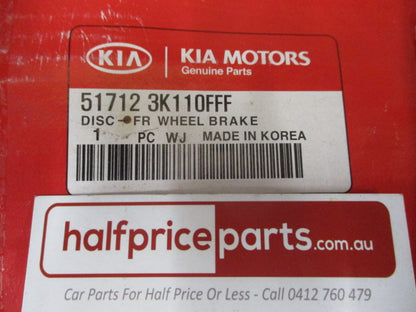 KIA KIA MOTORS
Genuine Parts
51712 3K110FFF
DISC-FR WHEEL BRAKE
1 PC WJ MADE IN KOREA
halfpriceparts.com.au
Car Parts For Half Price Or Less - Call 0412 760 479